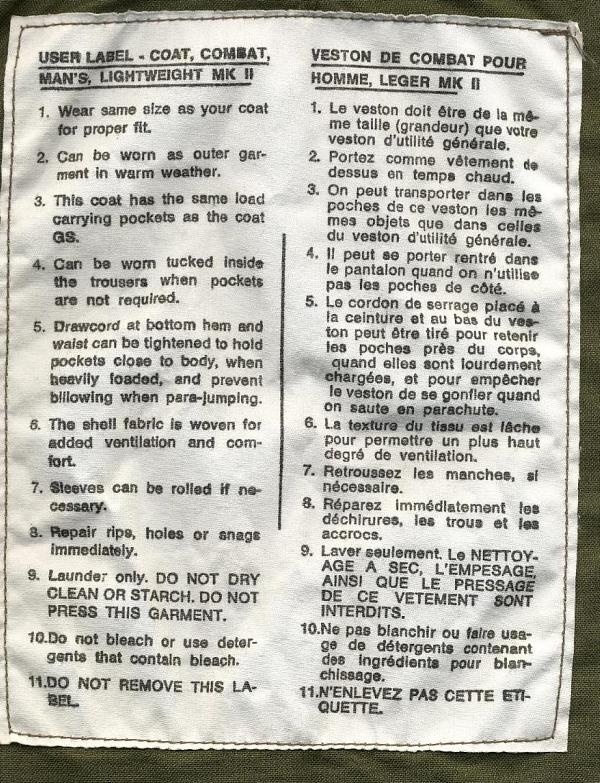 USER LABEL - COAT, COMBAT,
MAN'S, LIGHTWEIGHT MK II
1. Wear same size as your coat
for proper fit.
2. Can be worn as outer gar-
ment in warm weather.
3. This coat has the same load
carrying pockets as the coat
GS.
4. Can be worn tucked inside
the trousers when pockets
are not required.
5. Drawcord at bottom hem and
waist can be tightened to hold
pockets close to body, when
heavily loaded, and prevent
billowing when para-jumping.
6. The shell fabric is woven for
added ventilation and com-
fort.
7. Sleeves can be rolled if ne-
cessary.
8. Repair rips, holes or snags
immediately.
9. Launder only. DO NOT DRY
CLEAN OR STARCH. DO NOT
PRESS THIS GARMENT.
10.Do not bleach or use deter-
gents that contain bleach.
11.DO NOT REMOVE THIS LA-
BEL.
VESTON DE COMBAT POUR
HOMME, LEGER MK II
1. Le veston doit être de la mê-
me taille (grandeur) que votre
veston d'utilité générale.
2. Portez comme vêtement de
dessus en temps chaud.
3. On peut transporter dans les
poches de ce veston les mê-
mes objets que dans celles
du veston d'utilité générale.
4. Il peut se porter rentré dans
le pantalon quand on n'utilise
pas les poches de côté.
5. Le cordon de serrage placé à
la ceinture et au bas du ves-
ton peut être tiré pour retenir
les poches près du corps,
quand elles sont lourdement
chargées, et pour empêcher
le veston de se gonfler quand
on saute en parachute.
6. La texture du tissu est lâche
pour permettre un plus haut
degré de ventilation.
7. Retroussez les manches, si
nécessaire.
8. Réparez immédiatement les
déchirures, les trous et les
accrocs.
9. Laver seulement. Le NETTOY-
AGE A SEC, L'EMPESAGE,
AINSI QUE LE PRESSAGE
DE CE VETEMENT SONT
INTERDITS.
10.Ne pas blanchir ou faire usa-
ge de détergents contenant
des ingrédients pour blan-
chissage.
11.N'ENLEVEZ PAS CETTE ETI-
QUETTE.